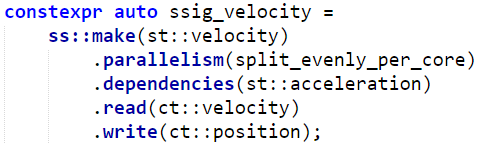 constexpr auto ssig_velocity =
ss::make(st::velocity)
.parallelism(split_evenly_per_core)
.dependencies(st::acceleration)
.read(ct::velocity)
.write(ct::position);